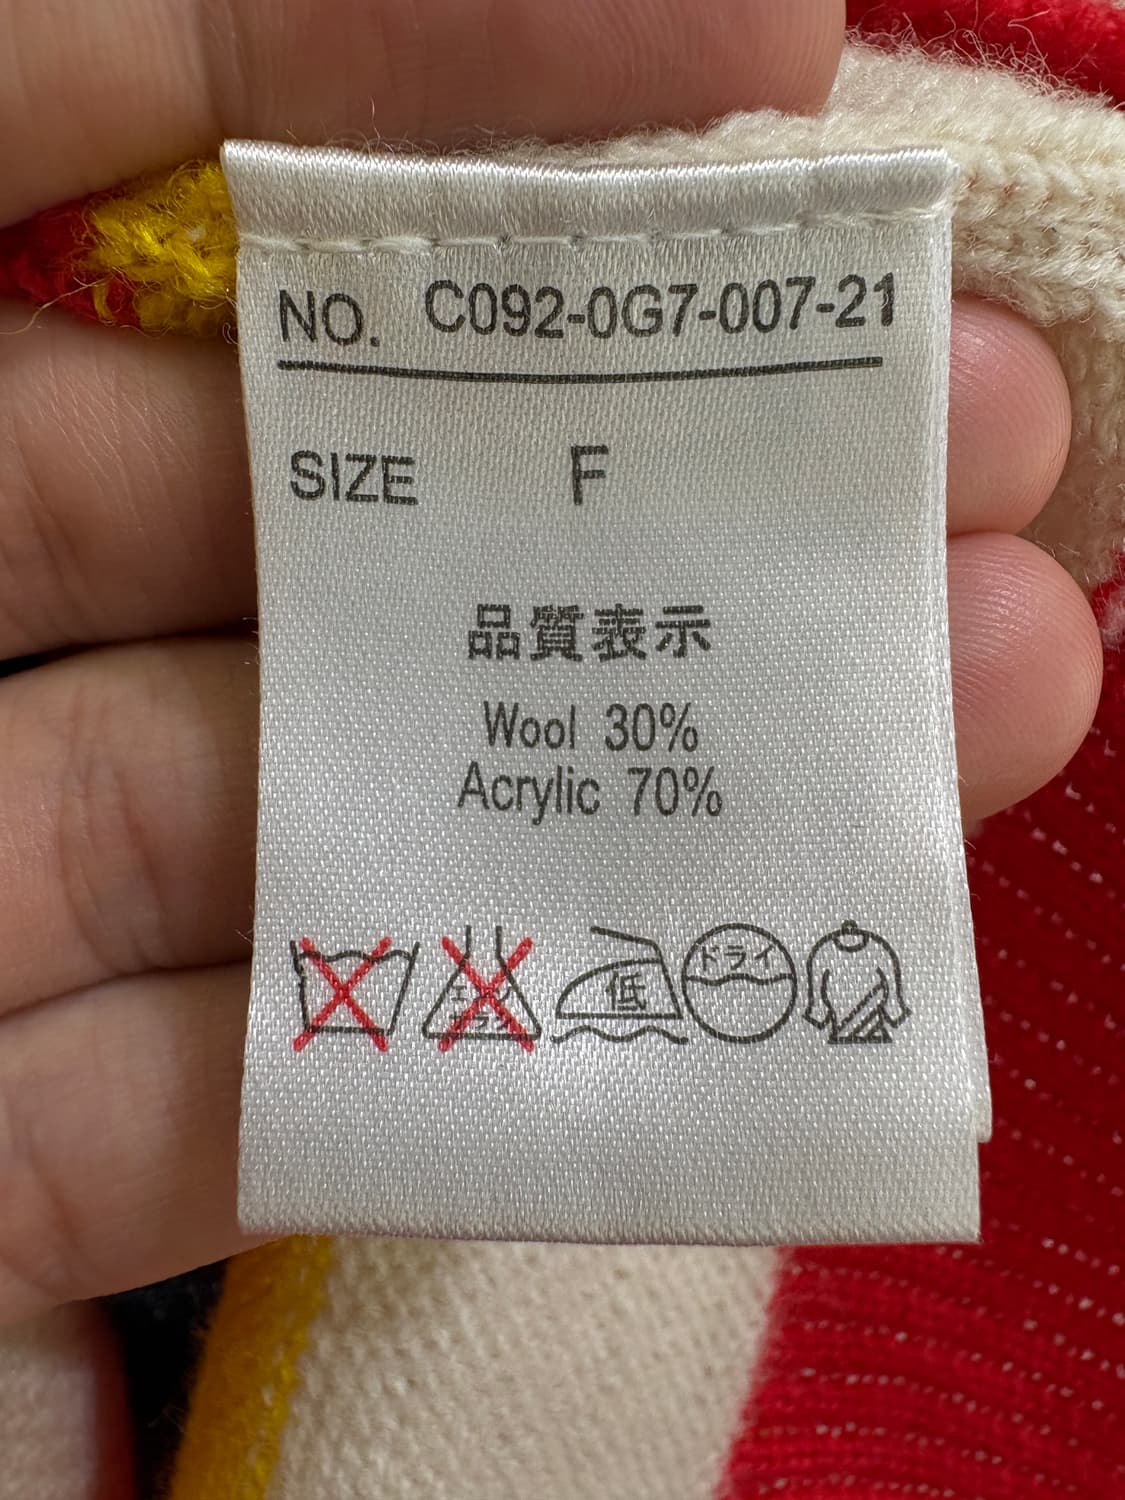 NO. C092-0G7-007-21
SIZE F
品質表示
Wool 30%
Acrylic 70%
低
ドライ